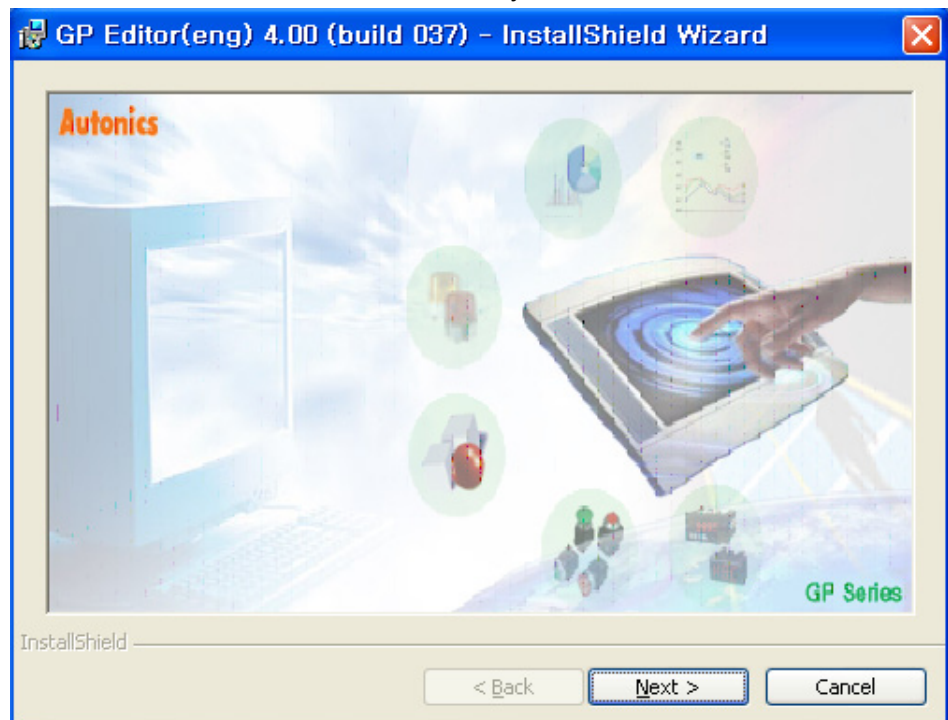 GP Editor(eng) 4.00 (build 037) - InstallShield Wizard
Autonics
GP Series
InstallShield
< Back
Next >
Cancel